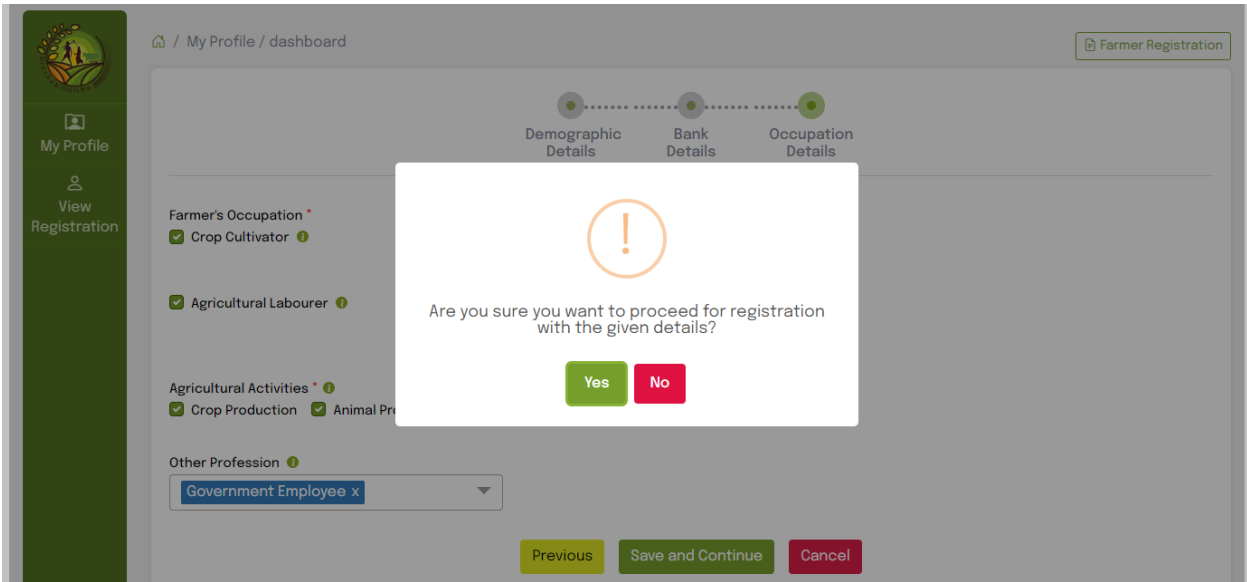 / My Profile / dashboard
Farmer Registration
My Profile
View
Registration
Demographic
Details
Bank
Details
Occupation
Details
Farmer's Occupation *
Crop Cultivator
Agricultural Labourer
!
Are you sure you want to proceed for registration
with the given details?
Yes No
Agricultural Activities *
Crop Production Animal Pro
Other Profession
Government Employee x
Previous Save and Continue Cancel